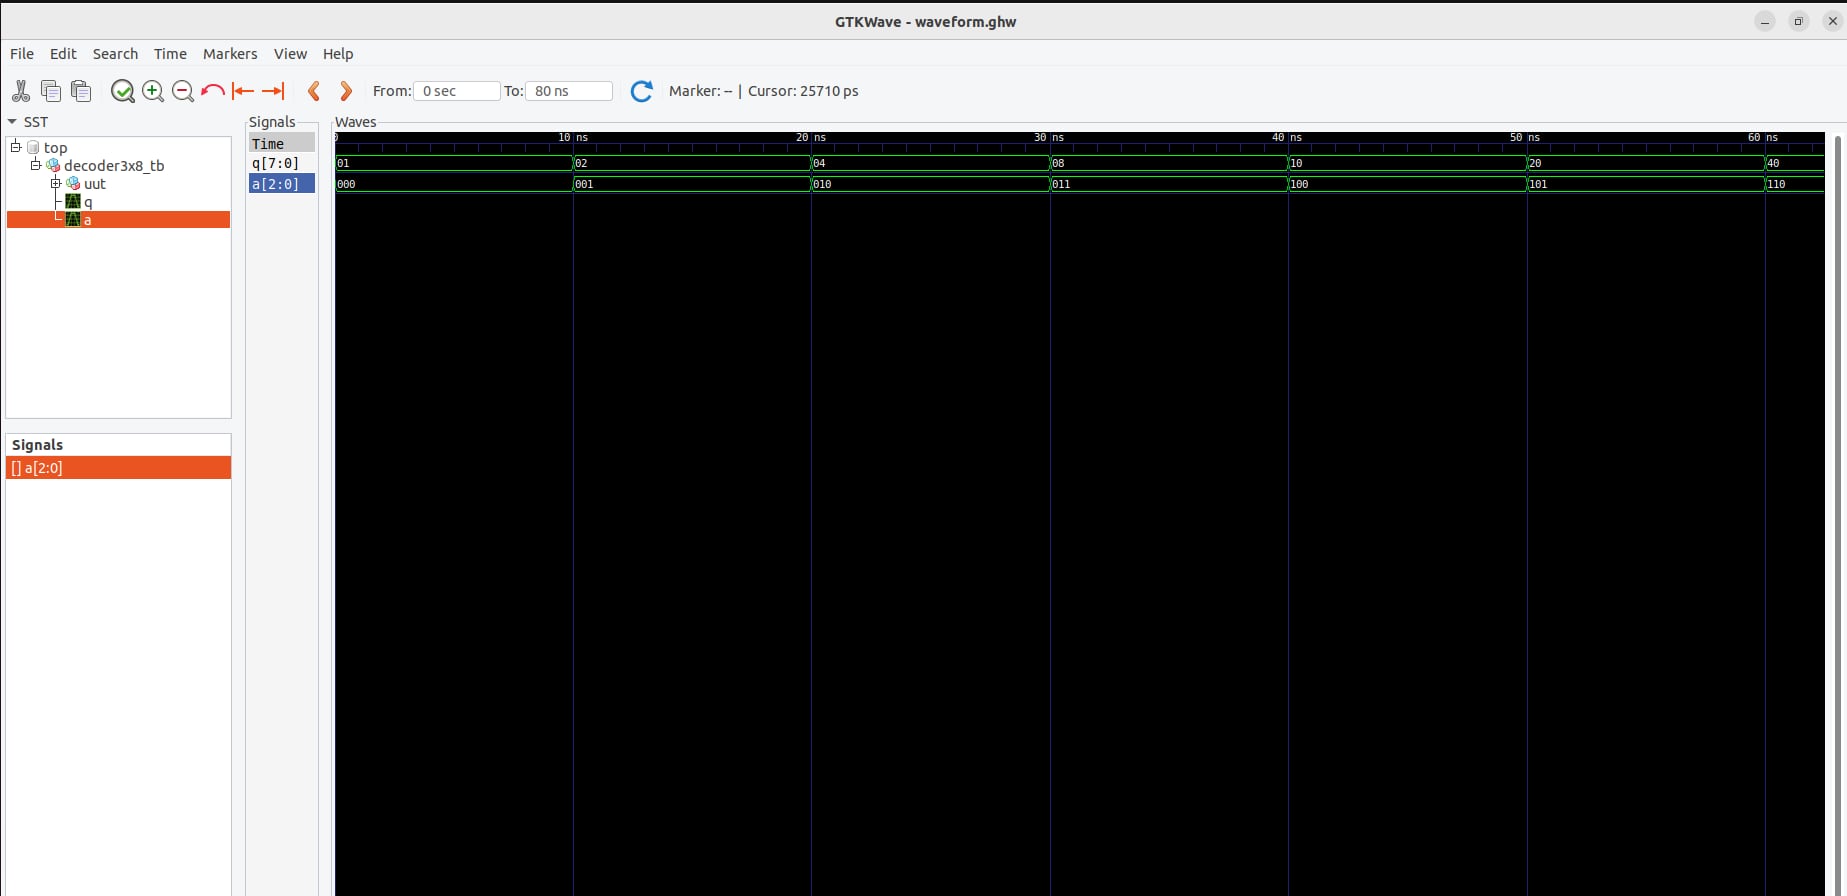 GTKWave - waveform.ghw
File Edit Search Time Markers View Help
From: 0 sec To: 80 ns Marker: -- | Cursor: 25710 ps
SST
top
decoder3x8_tb
uut
q
a
Signals
[] a[2:0]
Signals
Time
q[7:0]
a[2:0]
Waves
0 10 ns 20 ns 30 ns 40 ns 50 ns 60 ns
01 02 04 08 10 20 40
000 001 010 011 100 101 110